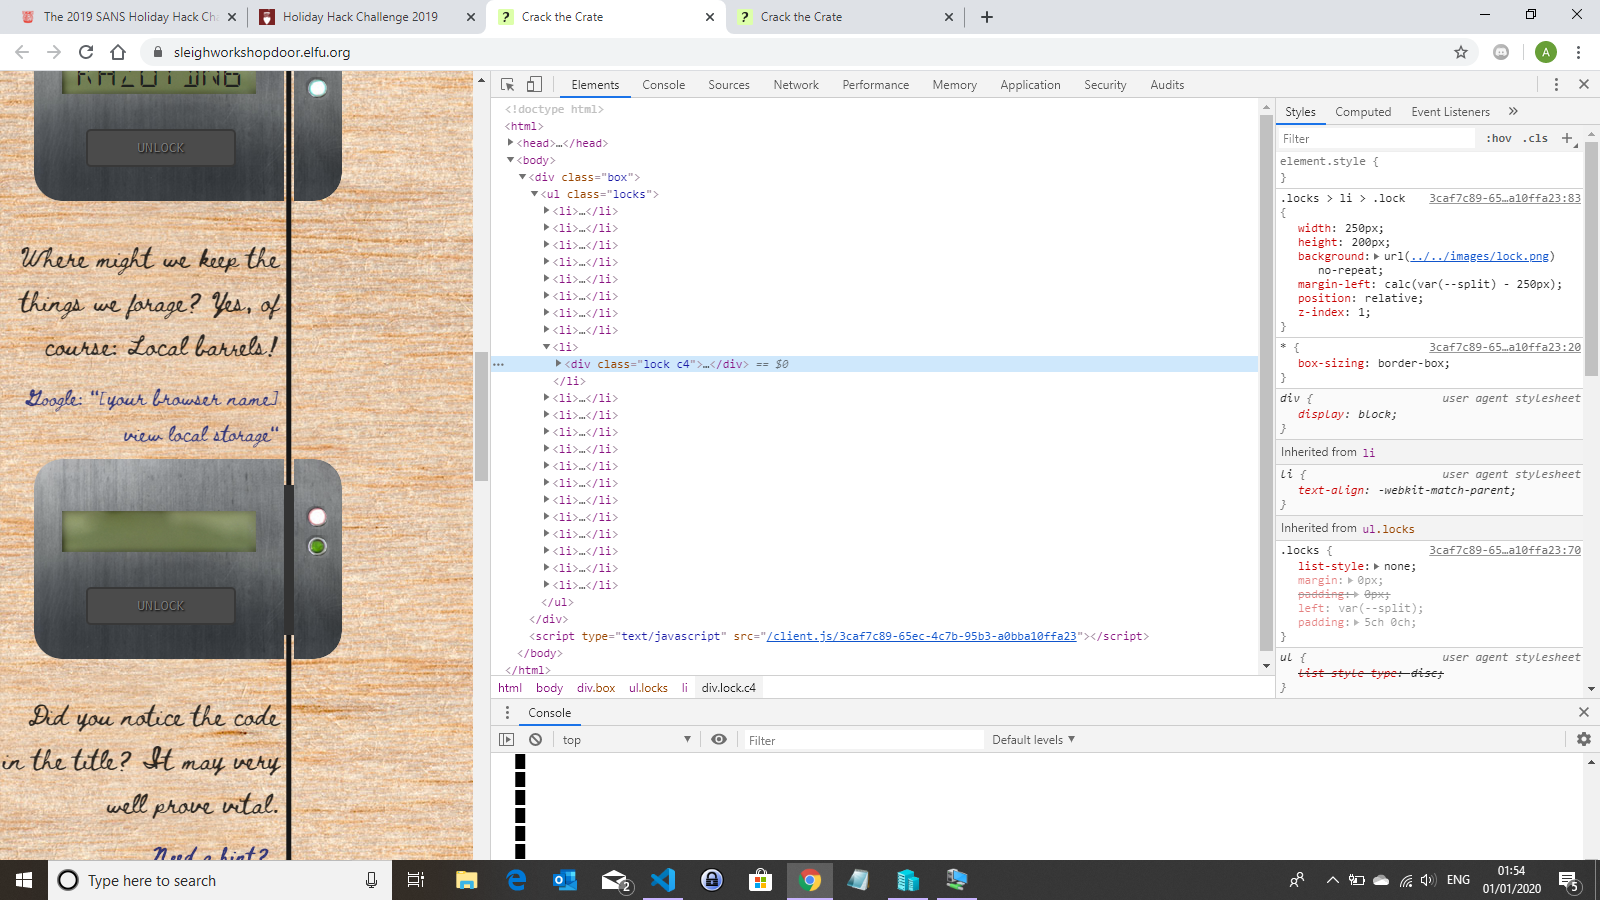 The 2019 SANS Holiday Hack Cha
Holiday Hack Challenge 2019
Crack the Crate
Crack the Crate
sleighworkshopdoor.elfu.org
A
UNLOCK
Where might we keep the
things we forage? Yes, of
course: Local barrels!
Google: "[your browser name]
view local storage"
UNLOCK
Did you notice the code
in the title? It may very
well prove vital.
Need a hint?
Elements Console Sources Network Performance Memory Application Security Audits
<!doctype html>
<html>
<head>…</head>
<body>
<div class="box">
<ul class="locks">
<li>…</li>
<li>…</li>
<li>…</li>
<li>…</li>
<li>…</li>
<li>…</li>
<li>…</li>
<li>…</li>
<li>
<div class="lock c4">…</div> == $0
</li>
<li>…</li>
<li>…</li>
<li>…</li>
<li>…</li>
<li>…</li>
<li>…</li>
<li>…</li>
<li>…</li>
<li>…</li>
<li>…</li>
<li>…</li>
<li>…</li>
</ul>
</div>
<script type="text/javascript" src="/client.js/3caf7c89-65ec-4c7b-95b3-a0bba10ffa23"></script>
</body>
</html>
html body div.box ul.locks li div.lock.c4
Styles Computed Event Listeners »
Filter :hov .cls +
element.style {
}
.locks > li > .lock 3caf7c89-65…a10ffa23:83
{
width: 250px;
height: 200px;
background: url(../../images/lock.png)
no-repeat;
margin-left: calc(var(--split) - 250px);
position: relative;
z-index: 1;
}
* { 3caf7c89-65…a10ffa23:20
box-sizing: border-box;
}
div { user agent stylesheet
display: block;
}
Inherited from li
li { user agent stylesheet
text-align: -webkit-match-parent;
}
Inherited from ul.locks
.locks { 3caf7c89-65…a10ffa23:70
list-style: none;
margin: 0px;
padding: 0px;
left: var(--split);
padding: 5ch 0ch;
}
ul { user agent stylesheet
list-style-type: disc;
}
Console
top Filter Default levels
Type here to search
2
ENG
01:54
01/01/2020
5